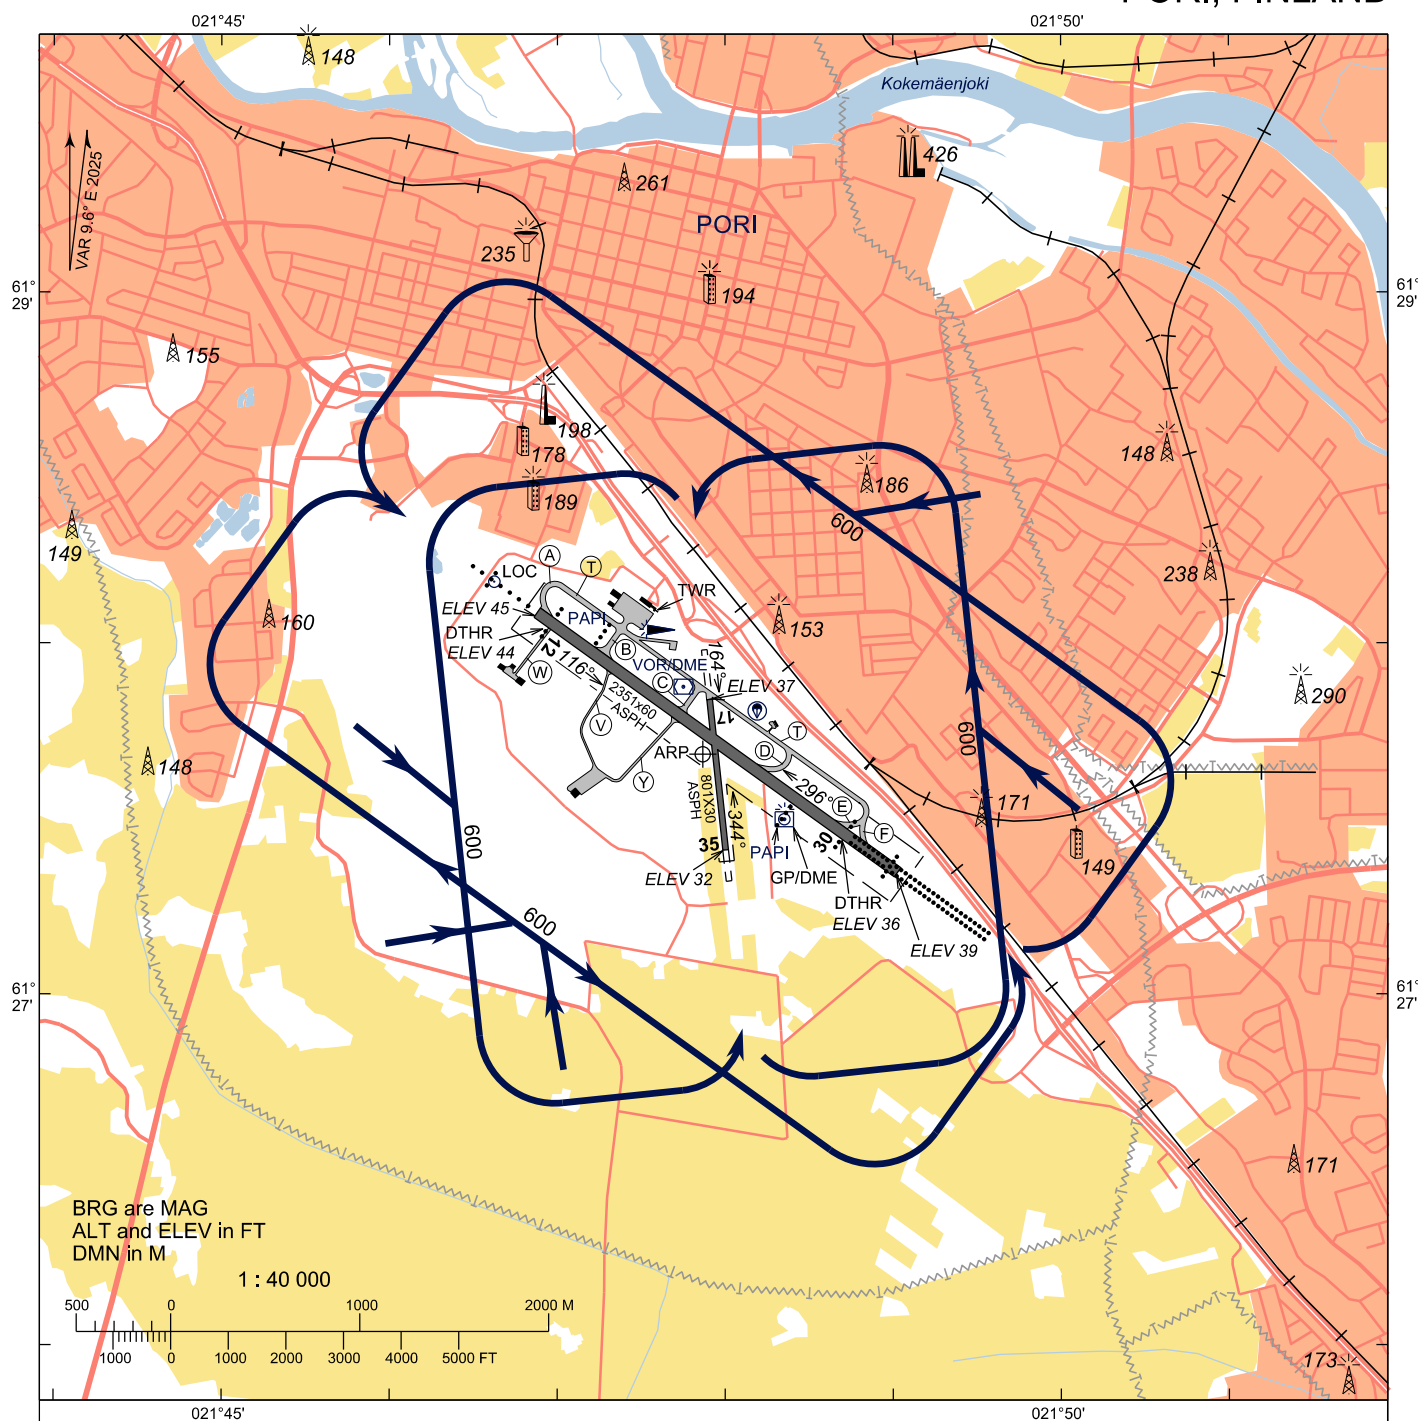 PORI, FINLAND
021°45'
021°50'
148
Kokemäenjoki
426
VAR 9.6° E 2025
261
PORI
235
194
61°
29'
61°
29'
155
198
178
148
189
186
600
149
LOC
A
T
TWR
238
ELEV 45
PAPI
160
DTHR
153
ELEV 44
12
B
116°
W
VOR/DME
164°
C
ELEV 37
290
2351x60
ASPH
17
V
T
600
ARP
D
148
Y
296°
801X30
ASPH
344°
E
171
F
600
35
PAPI
30
149
ELEV 32
GP/DME
DTHR
ELEV 36
600
ELEV 39
61°
27'
61°
27'
171
BRG are MAG
ALT and ELEV in FT
DMN in M
1 : 40 000
500 0 1000 2000 M
1000 0 1000 2000 3000 4000 5000 FT
173
021°45'
021°50'